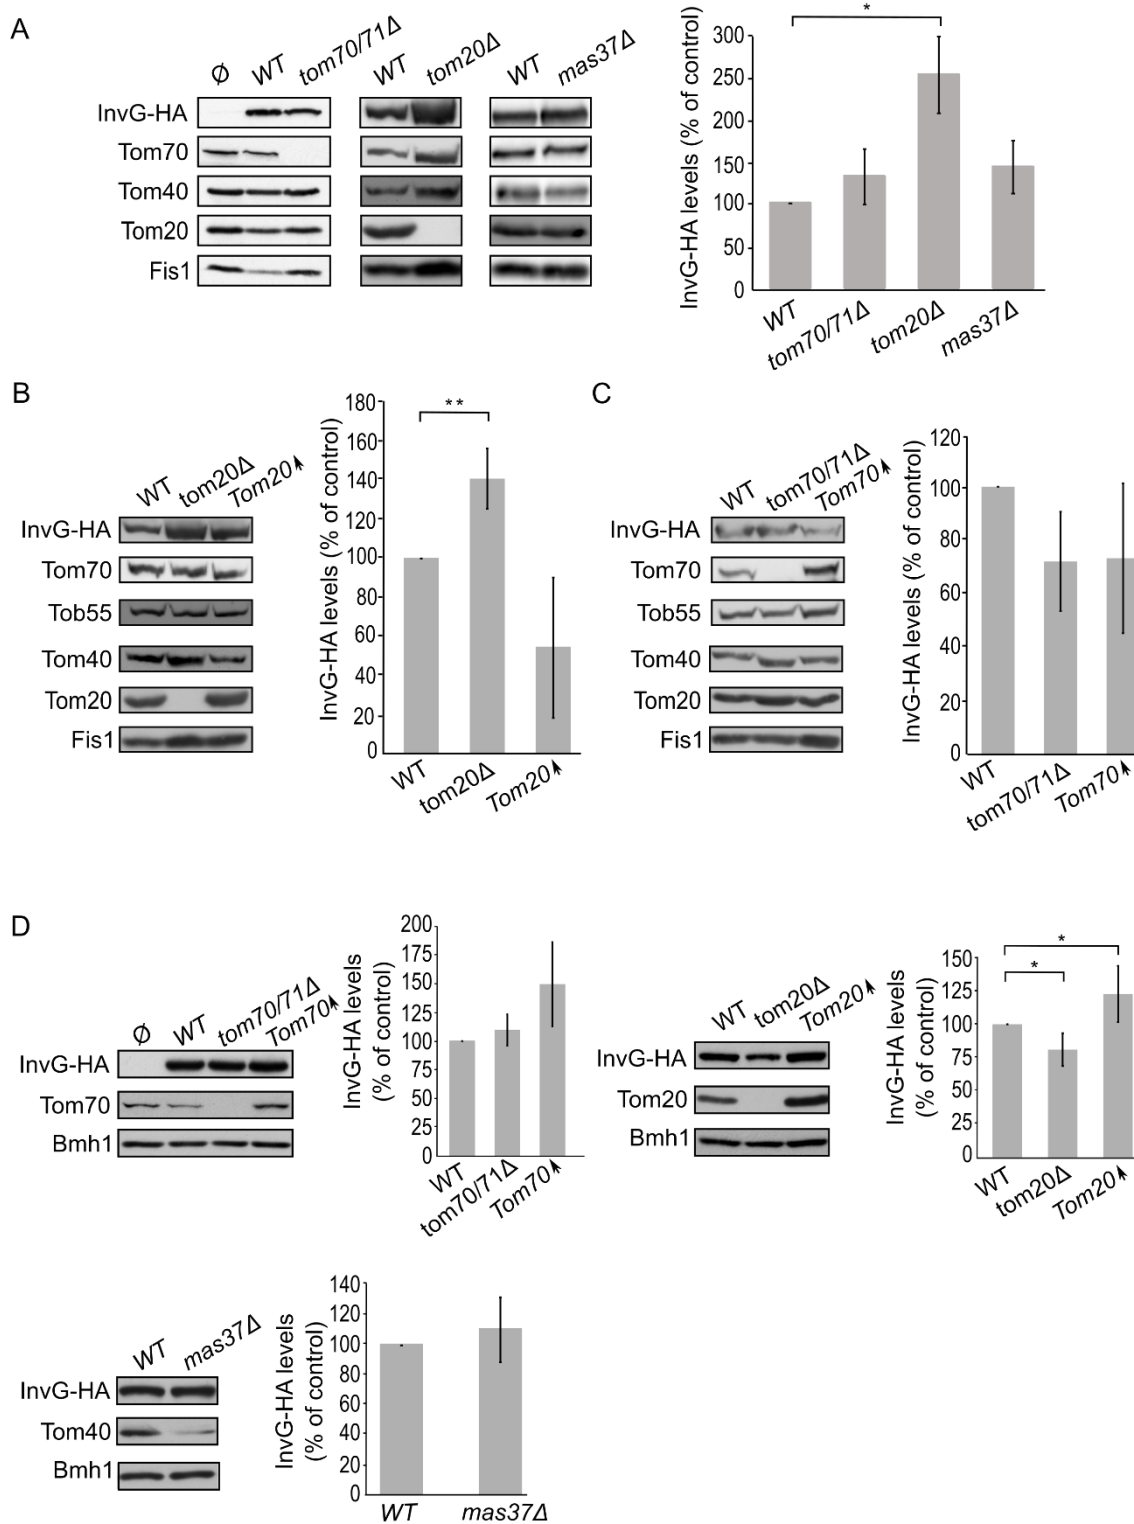 A
Ø WT tom70/71Δ WT tom20Δ WT mas37Δ
InvG-HA
Tom70
Tom40
Tom20
Fis1
InvG-HA levels (% of control)
300
250
200
150
100
50
0
*
WT tom70/71Δ tom20Δ mas37Δ
B
WT tom20Δ Tom20
InvG-HA
Tom70
Tob55
Tom40
Tom20
Fis1
InvG-HA levels (% of control)
180
160
140
120
100
80
60
40
20
0
**
WT tom20Δ Tom20
C
WT tom70/71Δ Tom70
InvG-HA
Tom70
Tob55
Tom40
Tom20
Fis1
InvG-HA levels (% of control)
120
100
80
60
40
20
0
WT tom70/71Δ Tom70
D
Ø WT tom70/71Δ Tom70
InvG-HA
Tom70
Bmh1
InvG-HA levels
(% of control)
200
175
150
125
100
75
50
25
0
WT tom70/71Δ Tom70
WT tom20Δ Tom20
InvG-HA
Tom20
Bmh1
InvG-HA levels
(% of control)
150
125
100
75
50
25
0
*
*
WT tom20Δ Tom20
WT mas37Δ
InvG-HA
Tom40
Bmh1
InvG-HA levels
(% of control)
140
120
100
80
60
40
20
0
WT mas37Δ